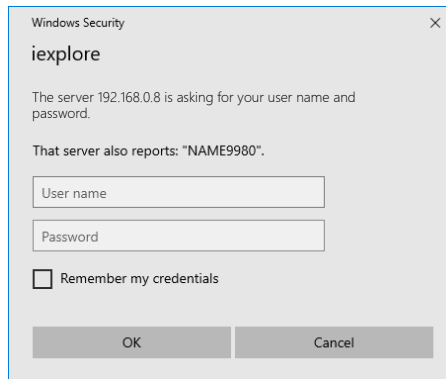 Windows Security
iexplore
The server 192.168.0.8 is asking for your user name and
password.
That server also reports: "NAME9980".
User name
Password
Remember my credentials
OK
Cancel